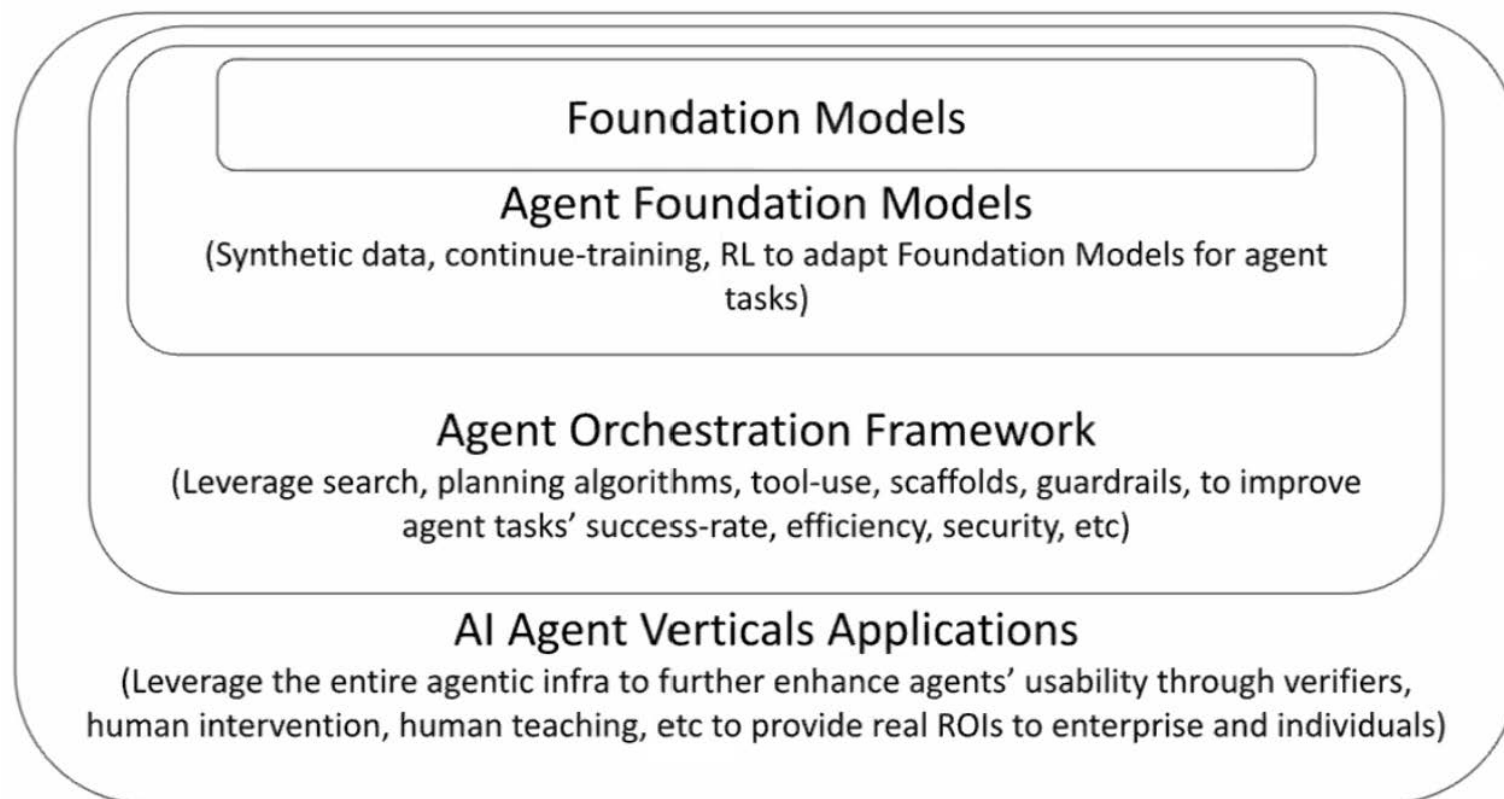 Foundation Models
Agent Foundation Models
(Synthetic data, continue-training, RL to adapt Foundation Models for agent
tasks)
Agent Orchestration Framework
(Leverage search, planning algorithms, tool-use, scaffolds, guardrails, to improve
agent tasks’ success-rate, efficiency, security, etc)
AI Agent Verticals Applications
(Leverage the entire agentic infra to further enhance agents’ usability through verifiers,
human intervention, human teaching, etc to provide real ROIs to enterprise and individuals)